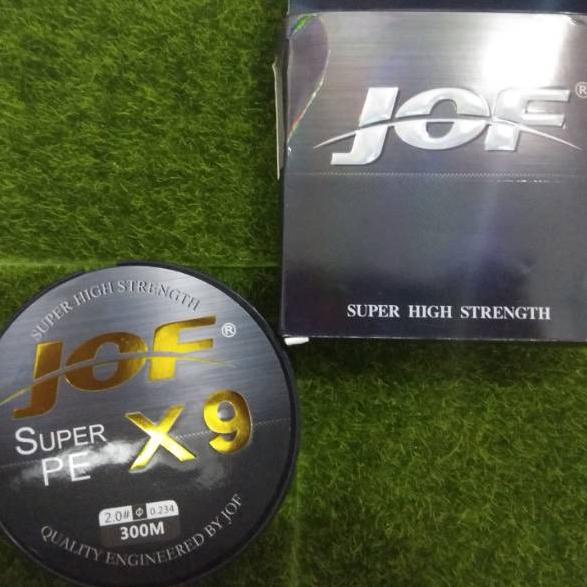 JOF®
SUPER HIGH STRENGTH
SUPER HIGH STRENGTH
JOF®
SUPER PE X9
2.0# Φ 0.234
300M
QUALITY ENGINEERED BY JOF